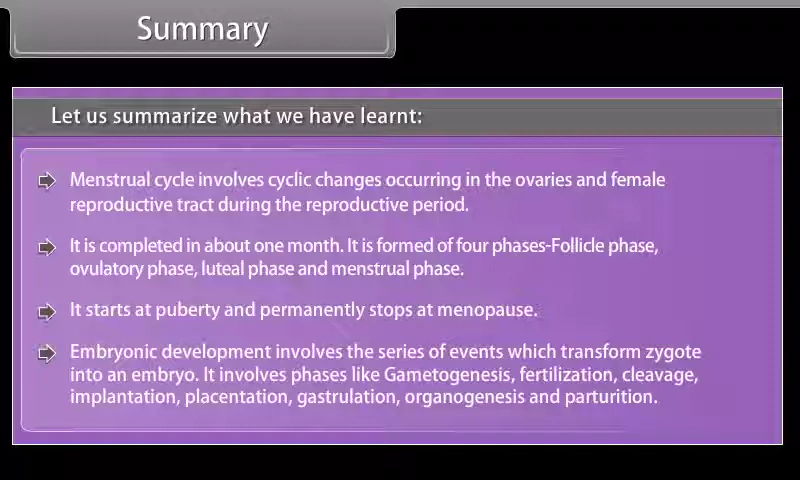 Summary
Let us summarize what we have learnt:
Menstrual cycle involves cyclic changes occurring in the ovaries and female
reproductive tract during the reproductive period.
It is completed in about one month. It is formed of four phases-Follicle phase,
ovulatory phase, luteal phase and menstrual phase.
It starts at puberty and permanently stops at menopause.
Embryonic development involves the series of events which transform zygote
into an embryo. It involves phases like Gametogenesis, fertilization, cleavage,
implantation, placentation, gastrulation, organogenesis and parturition.